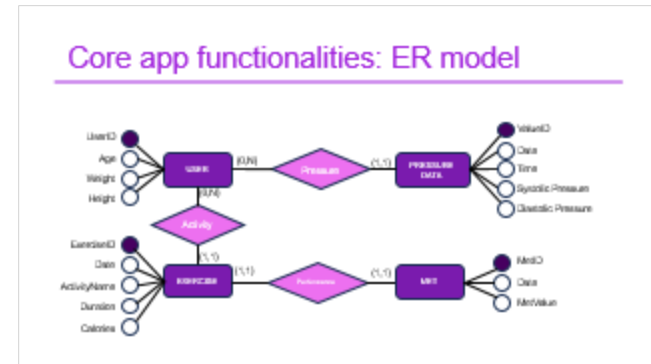 Core app functionalities: ER model
UserID
Age
Weight
Height
USER
(0,N)
Pressure
(1,1)
PRESSURE
DATA
ValueID
Date
Time
Systolic Pressure
Diastolic Pressure
(0,N)
Activity
(1,1)
ExerciseID
Date
ActivityName
Duration
Calories
EXERCISE
(1,1)
Performance
(1,1)
MET
MetID
Date
MetValue